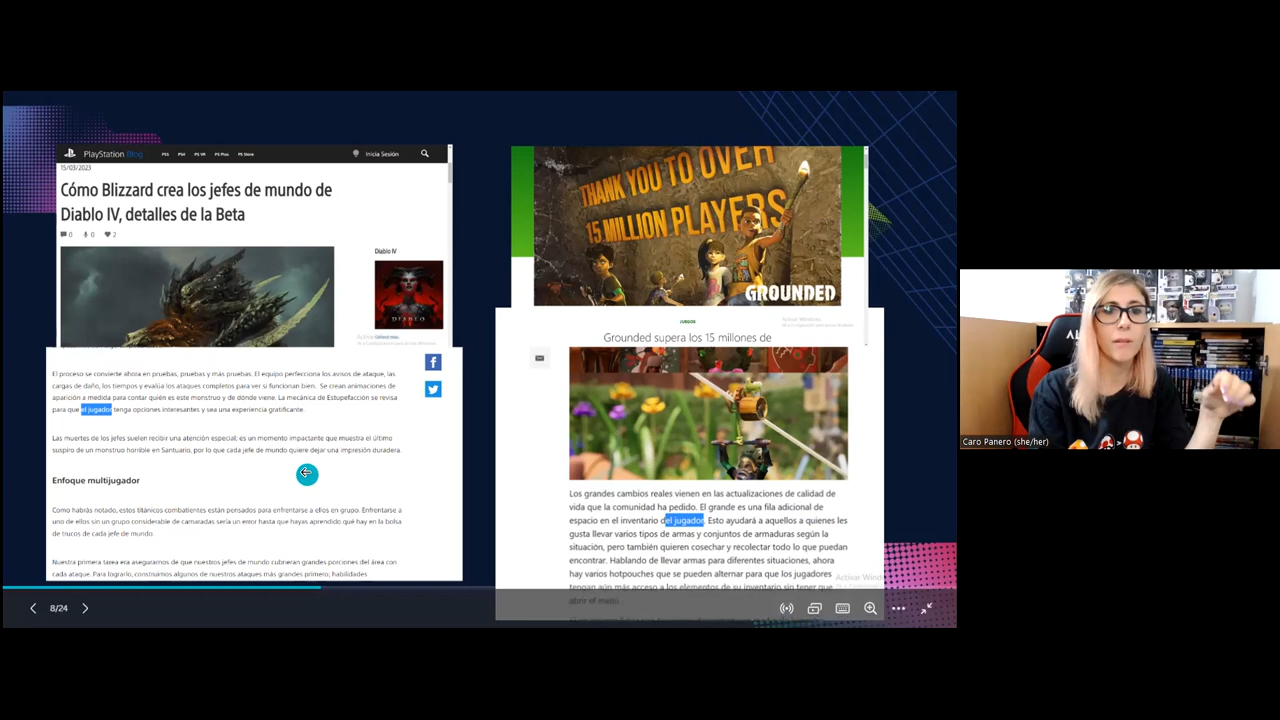 PlayStation Blog PS5 PS4 PS VR PS Plus PS Store Inicia Sesión
15/03/2023
Cómo Blizzard crea los jefes de mundo de
Diablo IV, detalles de la Beta
0 0 2
Diablo IV
DIABLO IV
Activar Windows
El proceso se convierte ahora en pruebas, pruebas y más pruebas. El equipo perfecciona los avisos de ataque, las
cargas de daño, los tiempos y evalúa los ataques completos para ver si funcionan bien. Se crean animaciones de
aparición a medida para contar quién es este monstruo y de dónde viene. La mecánica de Estupefacción se revisa
para que el jugador tenga opciones interesantes y sea una experiencia gratificante.
Las muertes de los jefes suelen recibir una atención especial; es un momento impactante que muestra el último
suspiro de un monstruo horrible en Santuario, por lo que cada jefe de mundo quiere dejar una impresión duradera.
Enfoque multijugador
Como habrás notado, estos titánicos combatientes están pensados para enfrentarse a ellos en grupo. Enfrentarse a
uno de ellos sin un grupo considerable de camaradas sería un error hasta que hayas aprendido qué hay en la bolsa
de trucos de cada jefe de mundo.
Nuestra primera tarea era asegurarnos de que nuestros jefes de mundo cubrieran grandes porciones del área con
cada ataque. Para lograrlo, construimos algunos de nuestros ataques más grandes primero; habilidades
THANK YOU TO OVER
15 MILLION PLAYERS
GROUNDED
JUEGOS
Activar Windows
Grounded supera los 15 millones de
Los grandes cambios reales vienen en las actualizaciones de calidad de
vida que la comunidad ha pedido. El grande es una fila adicional de
espacio en el inventario del jugador. Esto ayudará a aquellos a quienes les
gusta llevar varios tipos de armas y conjuntos de armaduras según la
situación, pero también quieren cosechar y recolectar todo lo que puedan
encontrar. Hablando de llevar armas para diferentes situaciones, ahora
hay varios hotpouches que se pueden alternar para que los jugadores
tengan aún más acceso a los elementos de su inventario sin tener que
abrir el menú.
Activar Wind
8/24
Caro Panero (she/her)